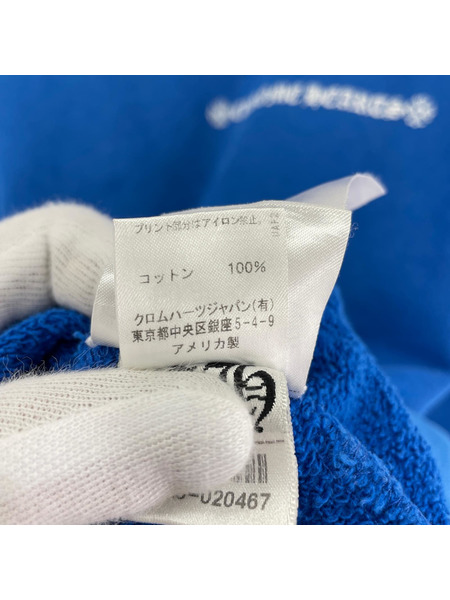 プリント部分はアイロン禁止。
コットン 100%
クロムハーツジャパン(有)
東京都中央区銀座5-4-9
アメリカ製
-020467